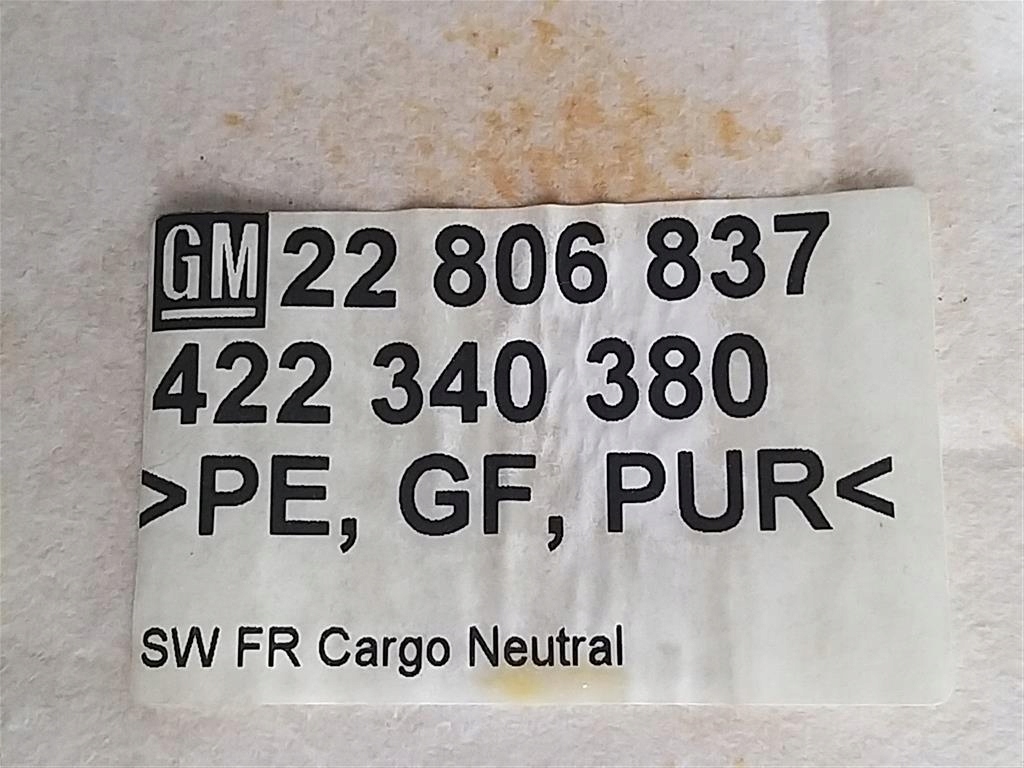 GM 22 806 837
422 340 380
>PE, GF, PUR<
SW FR Cargo Neutral